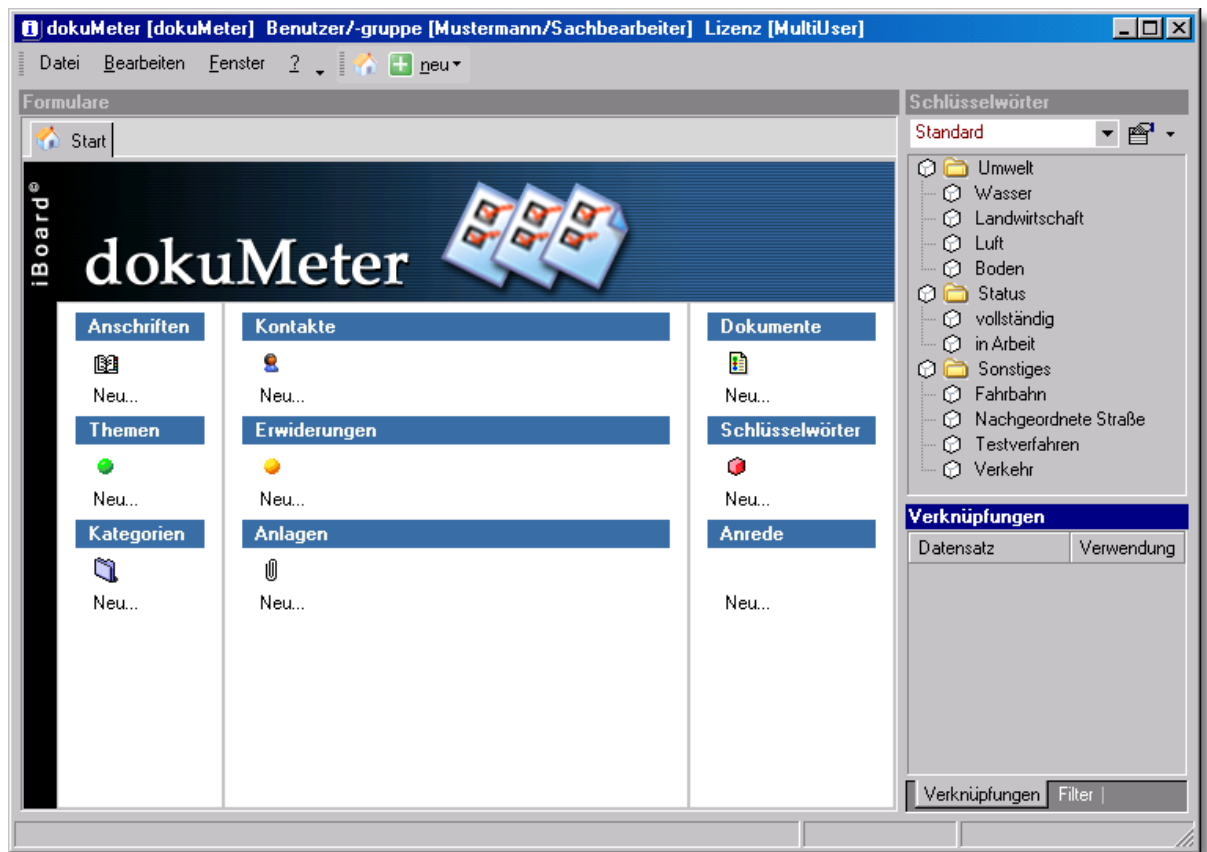 dokuMeter [dokuMeter] Benutzer/-gruppe [Mustermann/Sachbearbeiter] Lizenz [MultiUser]
Datei Bearbeiten Fenster ? neu
Formulare
Start
iBoard®
dokuMeter
Anschriften Kontakte Dokumente
Neu... Neu... Neu...
Themen Erwiderungen Schlüsselwörter
Neu... Neu... Neu...
Kategorien Anlagen Anrede
Neu... Neu... Neu...
Schlüsselwörter
Standard
Umwelt
Wasser
Landwirtschaft
Luft
Boden
Status
vollständig
in Arbeit
Sonstiges
Fahrbahn
Nachgeordnete Straße
Testverfahren
Verkehr
Verknüpfungen
Datensatz Verwendung
Verknüpfungen Filter